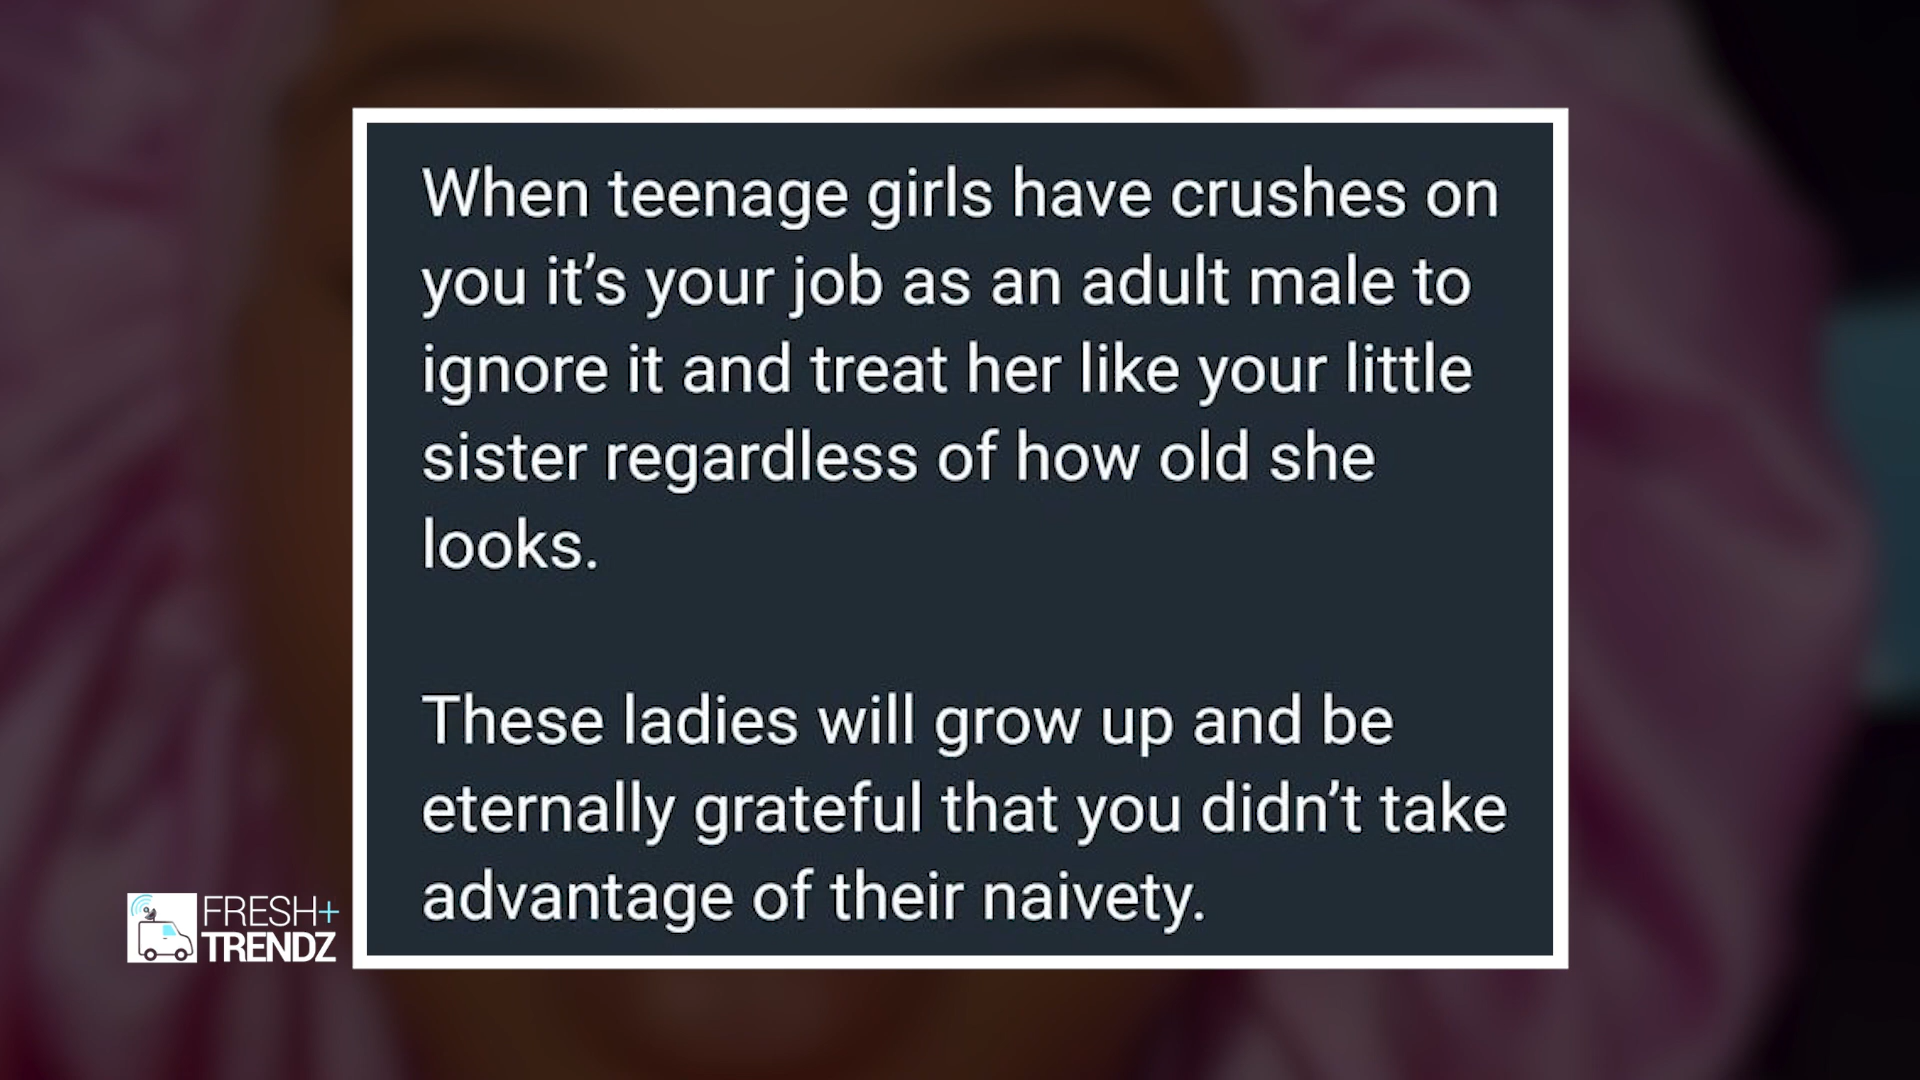 When teenage girls have crushes on
you it’s your job as an adult male to
ignore it and treat her like your little
sister regardless of how old she
looks.
These ladies will grow up and be
eternally grateful that you didn’t take
advantage of their naivety.
FRESH+
TRENDZ